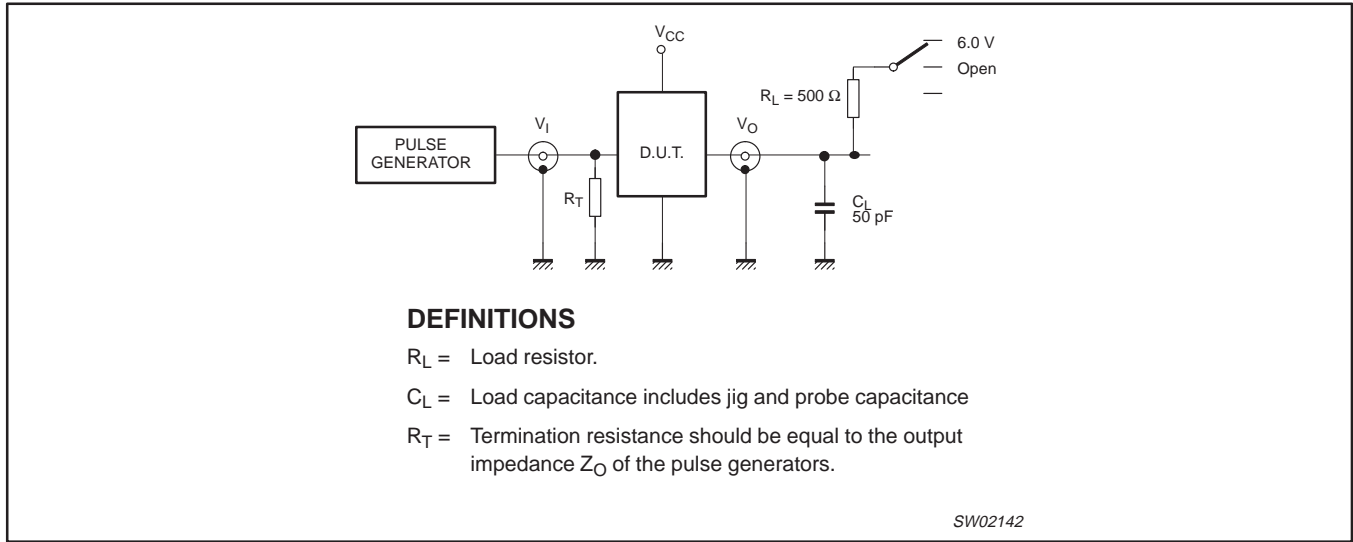 V_CC
6.0 V
Open
R_L = 500 Ω
V_I
V_O
PULSE
GENERATOR
D.U.T.
R_T
C_L
50 pF
DEFINITIONS
R_L = Load resistor.
C_L = Load capacitance includes jig and probe capacitance
R_T = Termination resistance should be equal to the output
impedance Z_O of the pulse generators.
SW02142